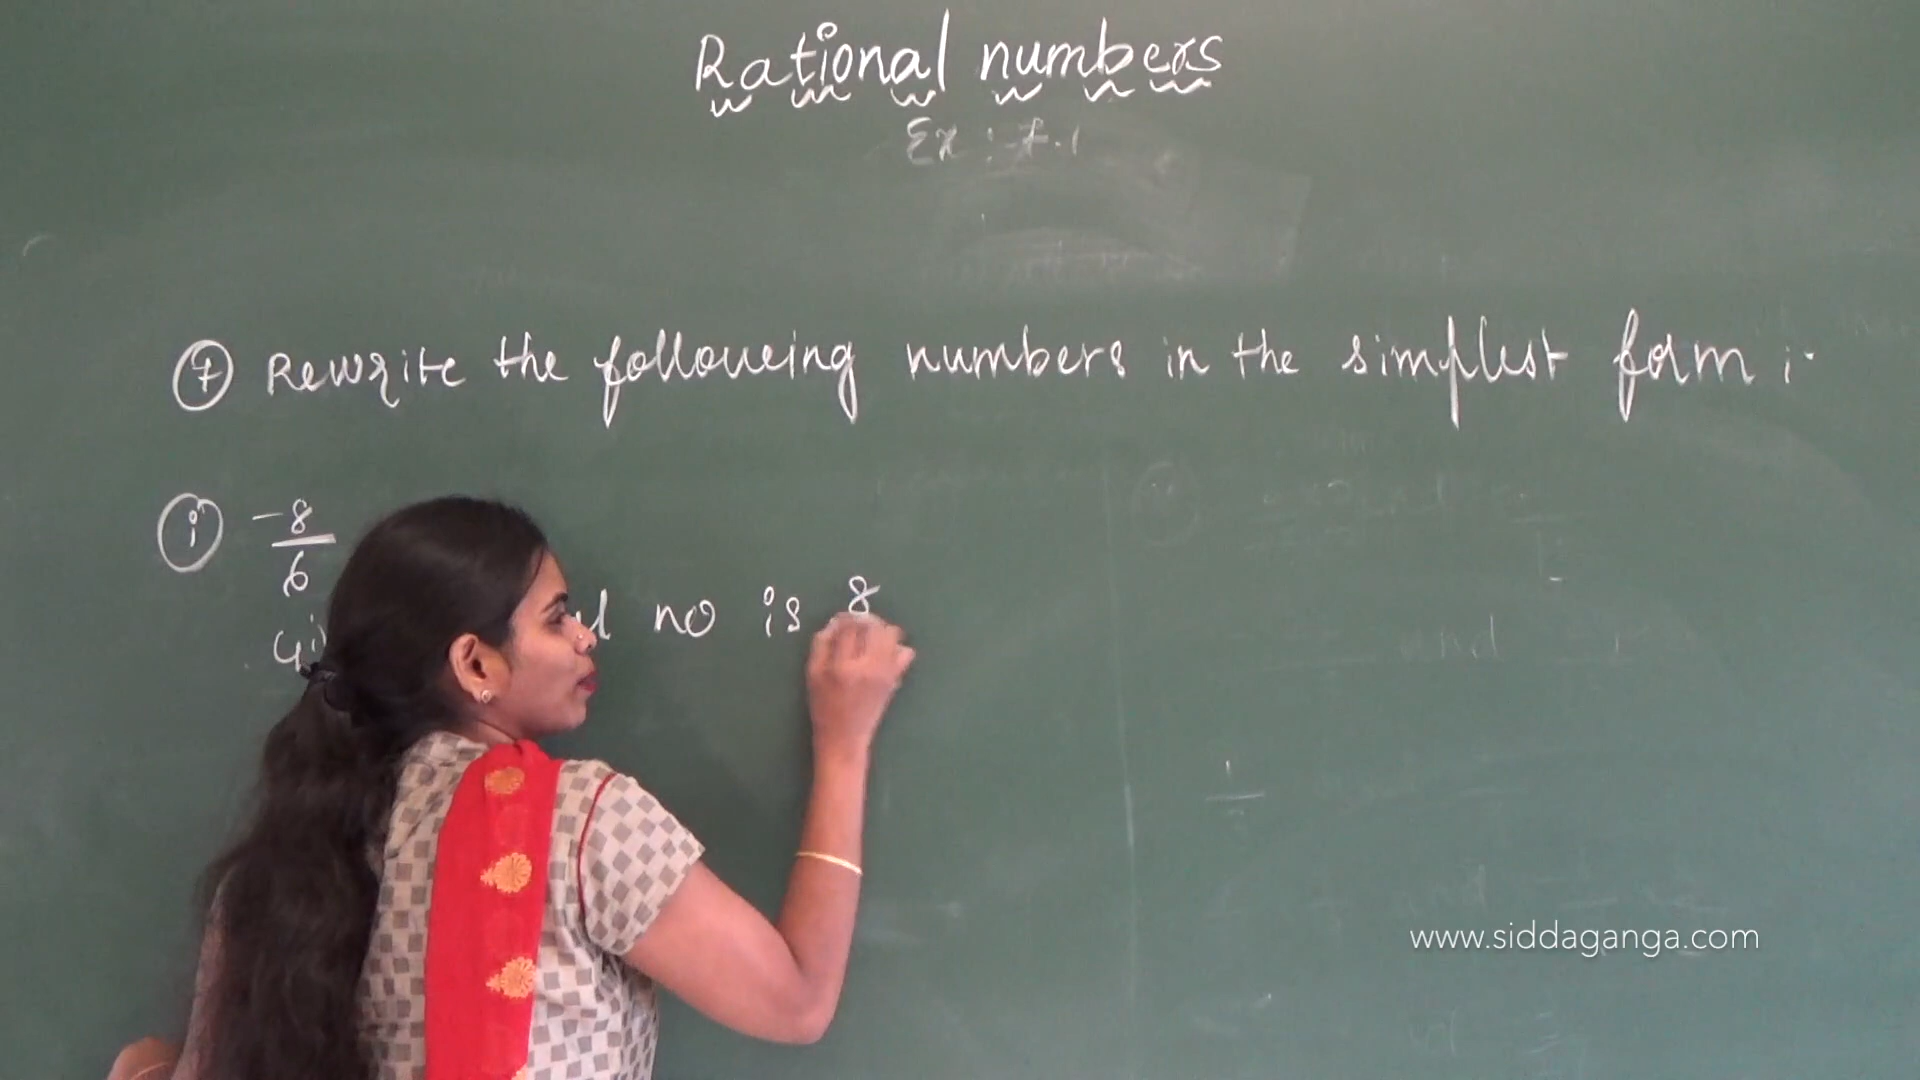 Rational numbers
Ex : 7.1
7 Rewrite the following numbers in the simplest form :-
i -8
6
no is 8
and
www.siddaganga.com